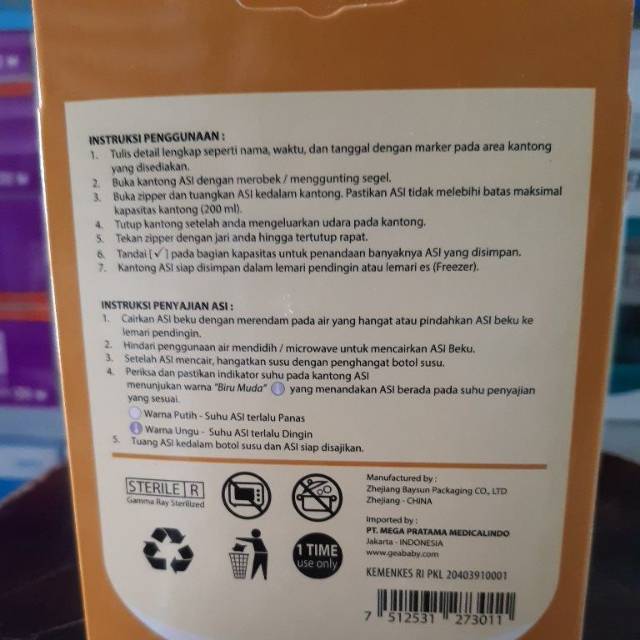 INSTRUKSI PENGGUNAAN :
1. Tulis detail lengkap seperti nama, waktu, dan tanggal dengan marker pada area kantong
yang disediakan.
2. Buka kantong ASI dengan merobek / menggunting segel.
3. Buka zipper dan tuangkan ASI kedalam kantong. Pastikan ASI tidak melebihi batas maksimal
kapasitas kantong (200 ml).
4. Tutup kantong setelah anda mengeluarkan udara pada kantong.
5. Tekan zipper dengan jari anda hingga tertutup rapat.
6. Tandai [✓] pada bagian kapasitas untuk penandaan banyaknya ASI yang disimpan.
7. Kantong ASI siap disimpan dalam lemari pendingin atau lemari es (Freezer).
INSTRUKSI PENYAJIAN ASI :
1. Cairkan ASI beku dengan merendam pada air yang hangat atau pindahkan ASI beku ke
lemari pendingin.
2. Hindari penggunaan air mendidih / microwave untuk mencairkan ASI Beku.
3. Setelah ASI mencair, hangatkan susu dengan penghangat botol susu.
4. Periksa dan pastikan indikator suhu pada kantong ASI
menunjukan warna "Biru Muda" yang menandakan ASI berada pada suhu penyajian
yang sesuai.
Warna Putih - Suhu ASI terlalu Panas
Warna Ungu - Suhu ASI terlalu Dingin
5. Tuang ASI kedalam botol susu dan ASI siap disajikan.
STERILE R
Gamma Ray Sterilized
1 TIME
use only
Manufactured by :
Zhejiang Baysun Packaging CO., LTD
Zhejiang - CHINA
Imported by :
PT. MEGA PRATAMA MEDICALINDO
Jakarta - INDONESIA
www.geababy.com
KEMENKES RI PKL 20403910001
7 512531 273011